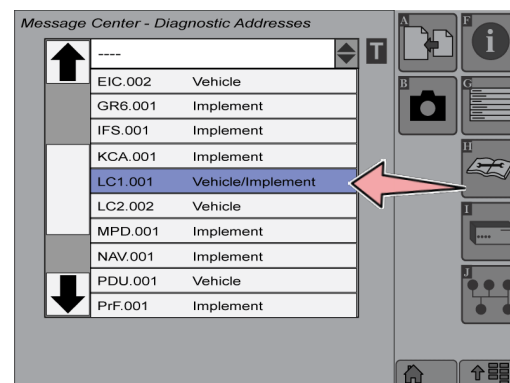 Message Center - Diagnostic Addresses
----
T
EIC.002 Vehicle
GR6.001 Implement
IFS.001 Implement
KCA.001 Implement
LC1.001 Vehicle/Implement
LC2.002 Vehicle
MPD.001 Implement
NAV.001 Implement
PDU.001 Vehicle
PrF.001 Implement
A
F
i
B
G
H
I
J